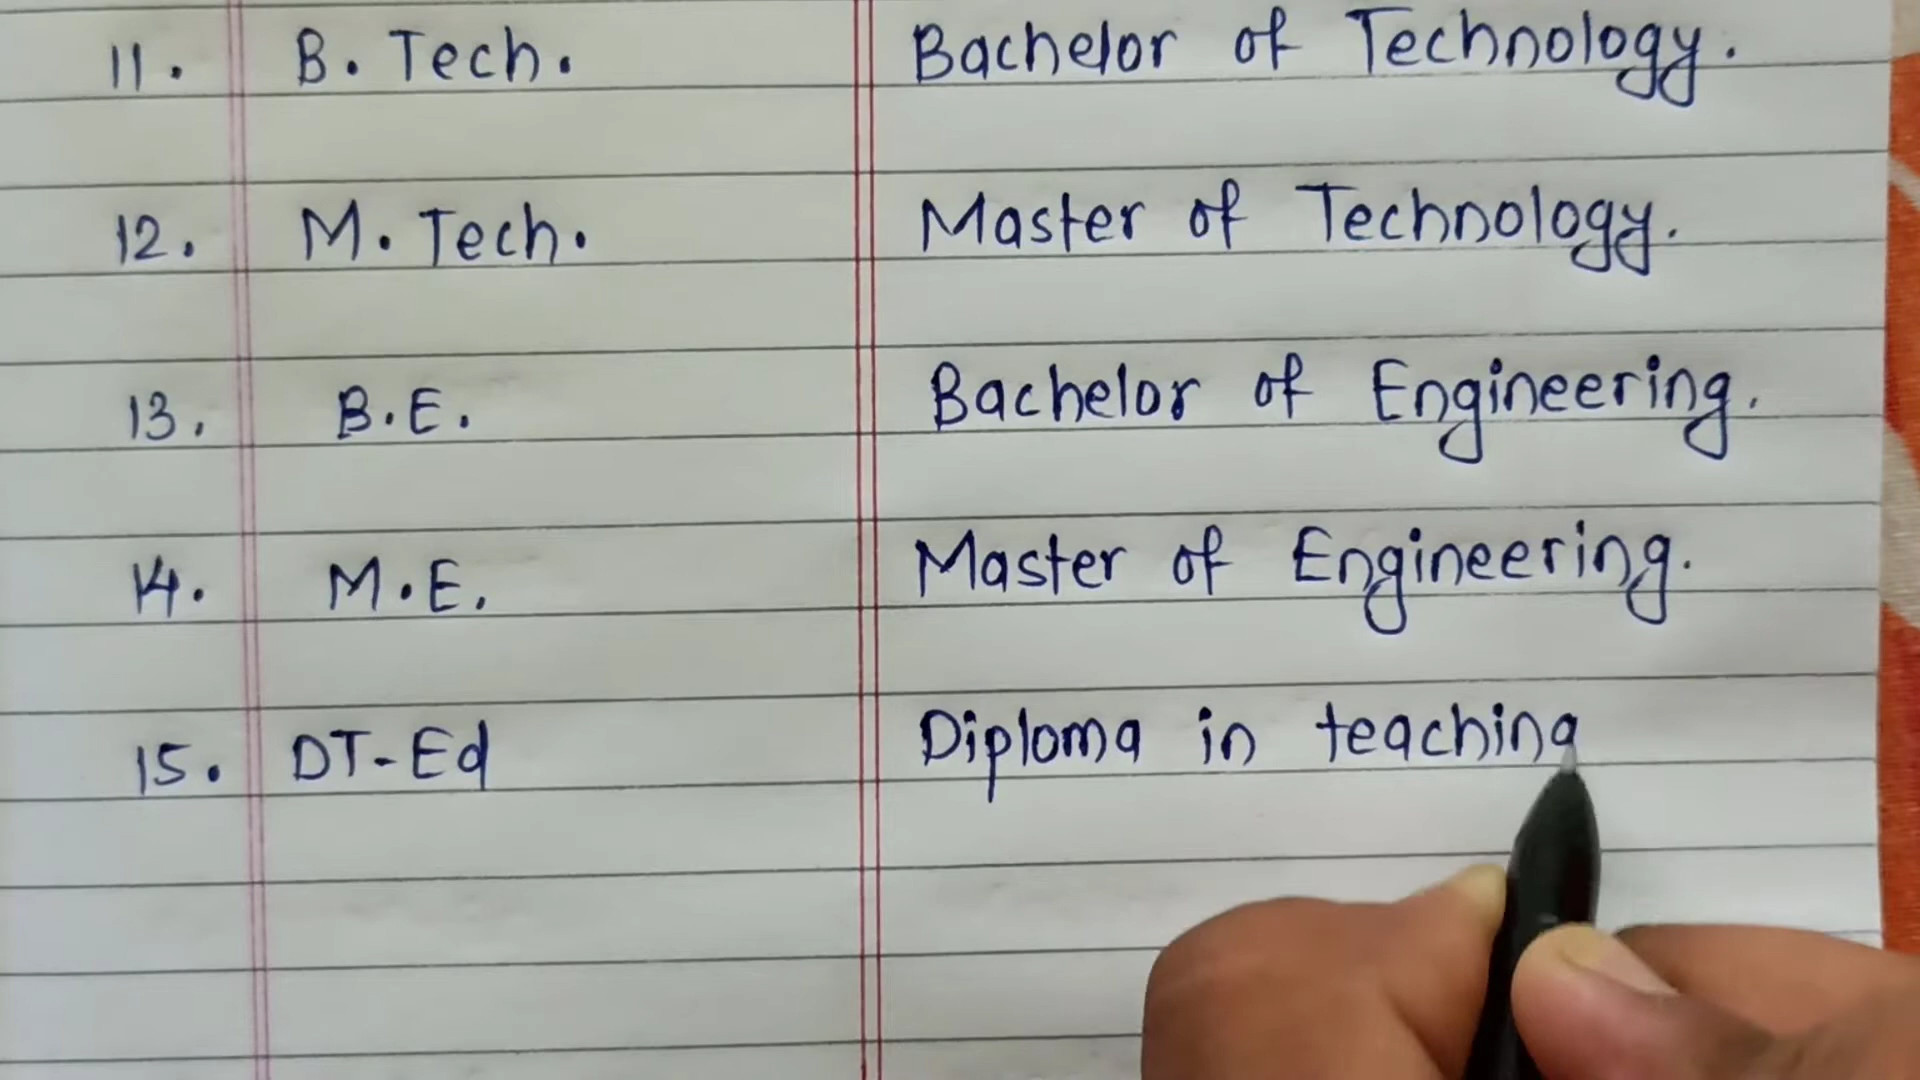 11. B. Tech. Bachelor of Technology.
12. M. Tech. Master of Technology.
13. B.E. Bachelor of Engineering.
14. M.E. Master of Engineering.
15. DT-Ed Diploma in teaching